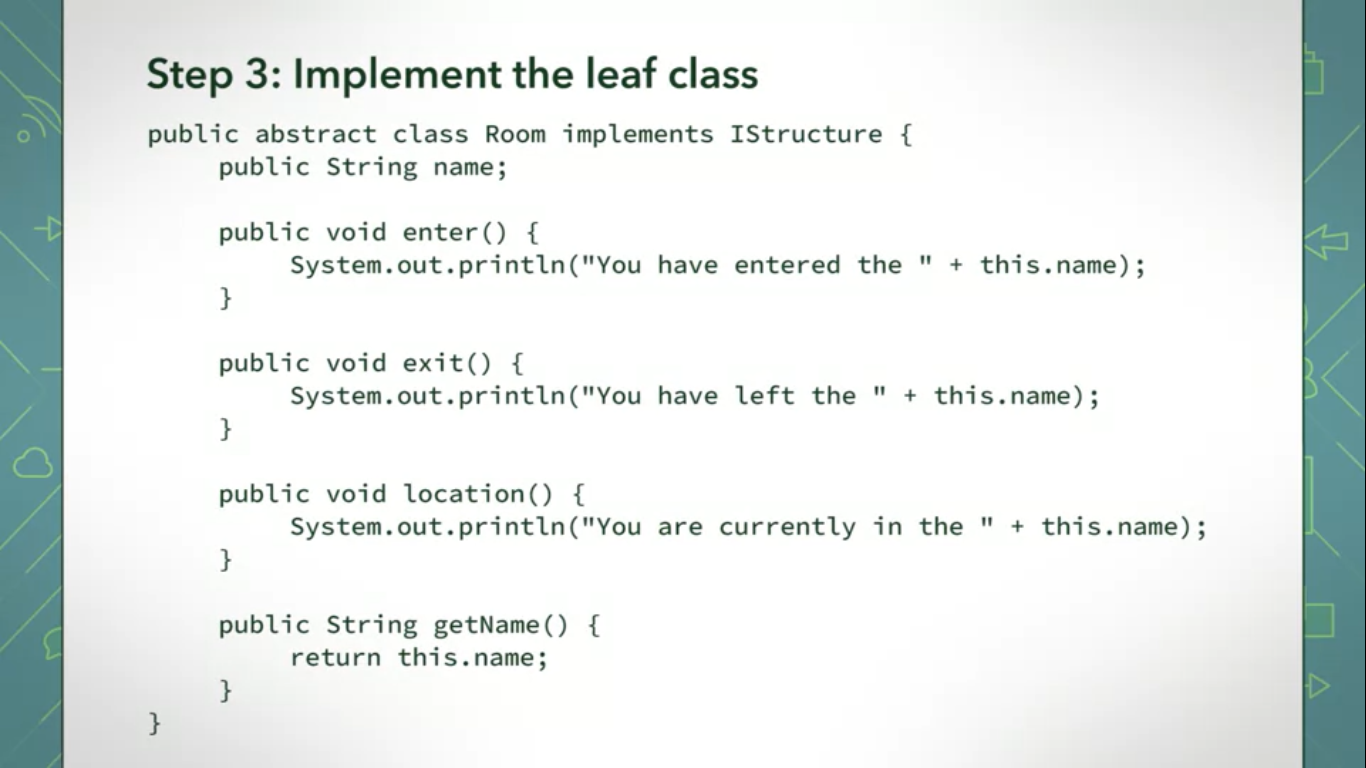 Step 3: Implement the leaf class
public abstract class Room implements IStructure {
public String name;
public void enter() {
System.out.println("You have entered the " + this.name);
}
public void exit() {
System.out.println("You have left the " + this.name);
}
public void location() {
System.out.println("You are currently in the " + this.name);
}
public String getName() {
return this.name;
}
}